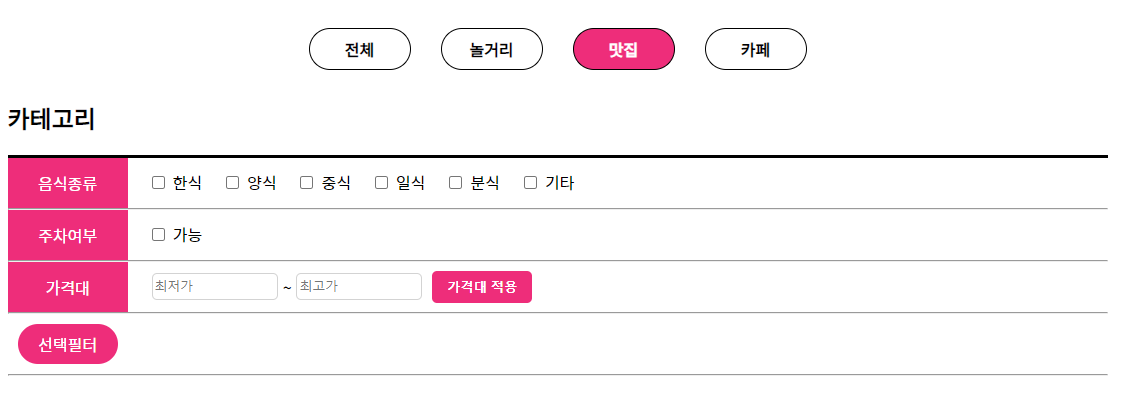 전체 놀거리 맛집 카페
카테고리
음식종류 한식 양식 중식 일식 분식 기타
주차여부 가능
가격대 최저가 ~ 최고가 가격대 적용
선택필터